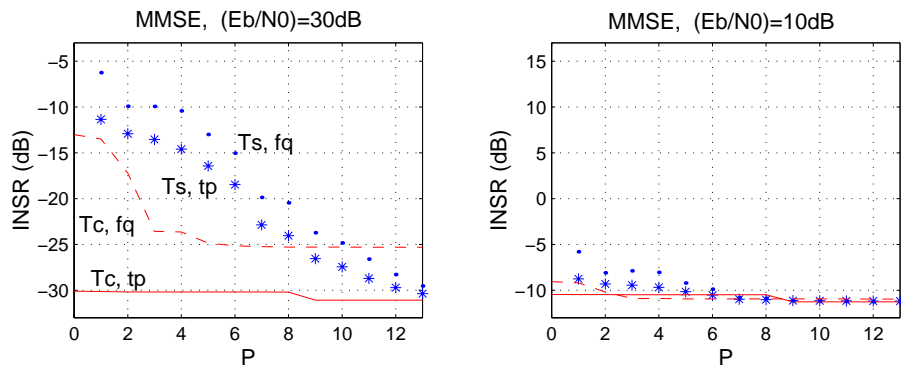 MMSE, (Eb/N0)=30dB
−5
−10
−15
−20
−25
−30
INSR (dB)
Ts, fq
Ts, tp
Tc, fq
Tc, tp
0 2 4 6 8 10 12
P
MMSE, (Eb/N0)=10dB
15
10
5
0
−5
−10
INSR (dB)
0 2 4 6 8 10 12
P